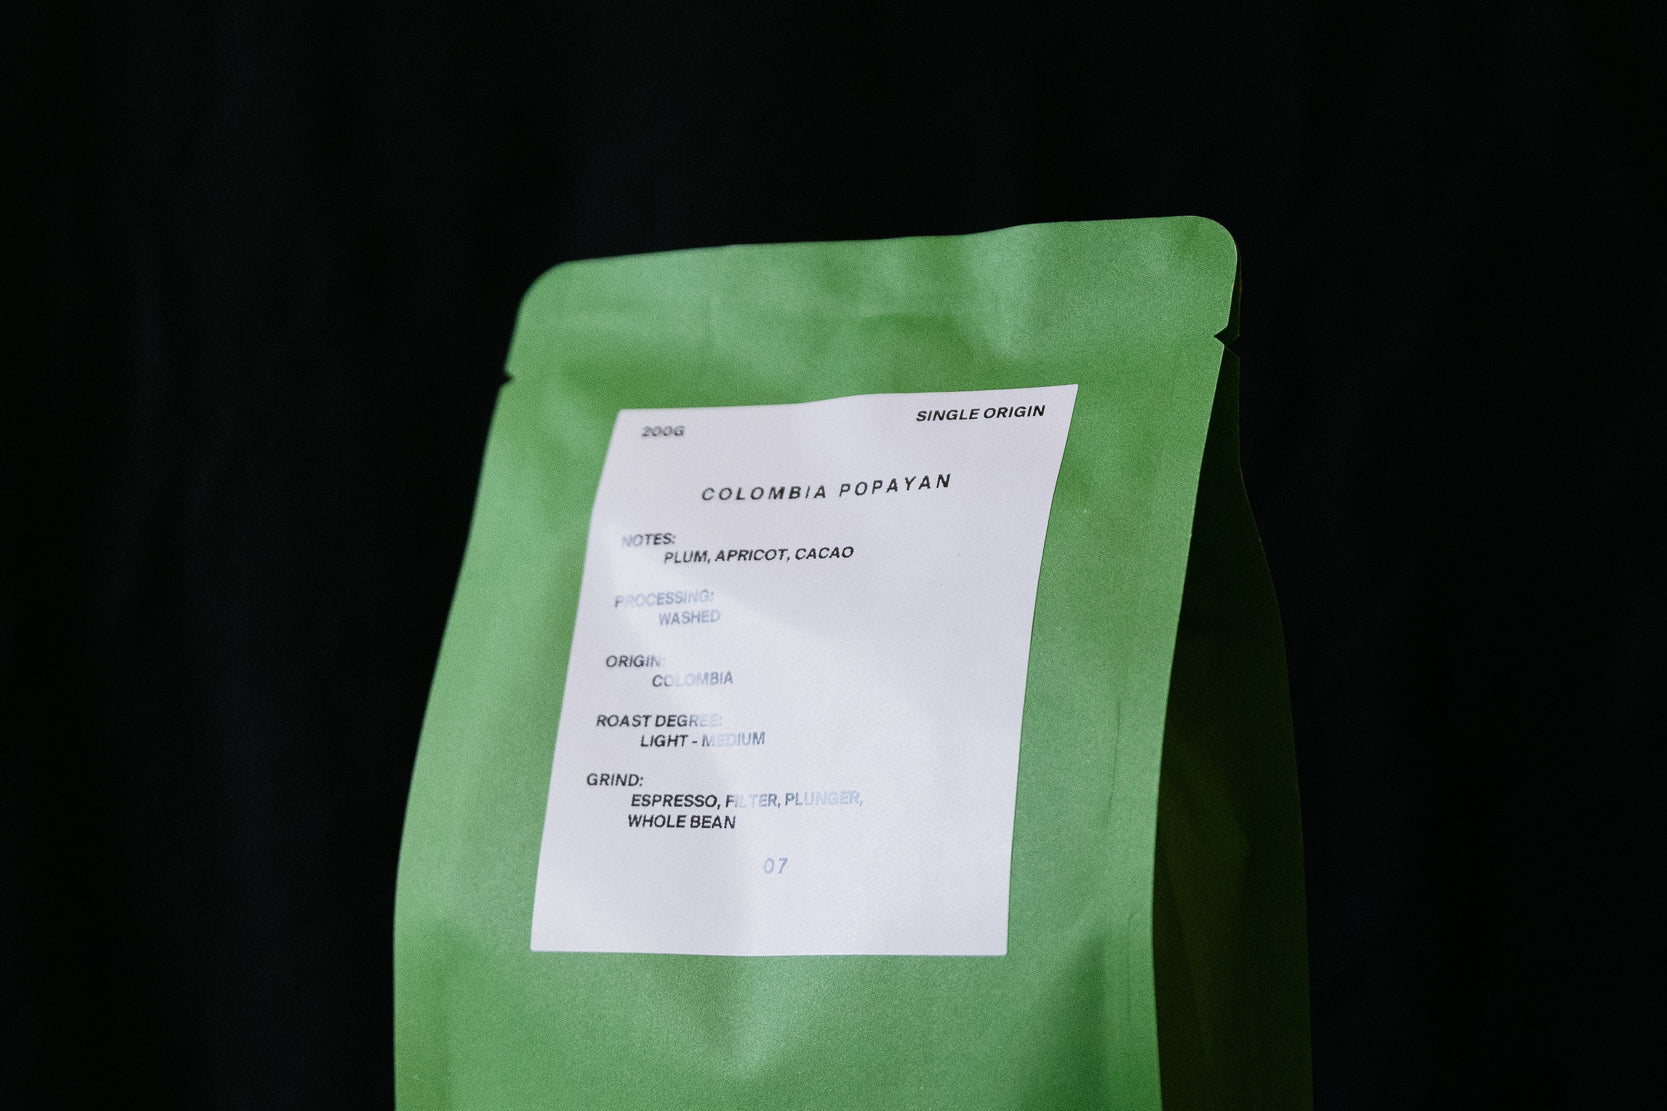 200G
SINGLE ORIGIN
COLOMBIA POPAYAN
NOTES:
PLUM, APRICOT, CACAO
PROCESSING:
WASHED
ORIGIN:
COLOMBIA
ROAST DEGREE:
LIGHT - MEDIUM
GRIND:
ESPRESSO, FILTER, PLUNGER,
WHOLE BEAN
07